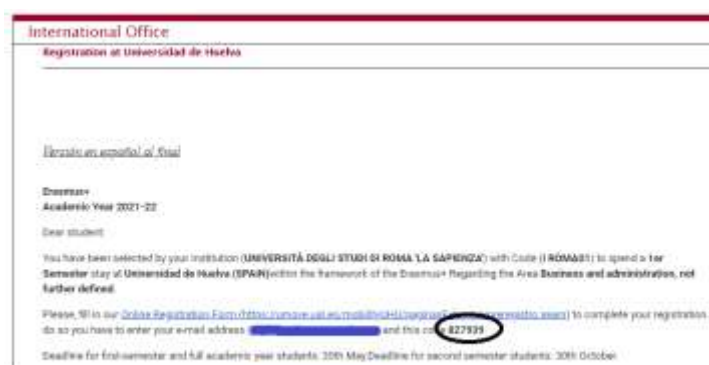 International Office
Registration at Universidad de Huelva
Versión en español al final
Erasmus+
Academic Year 2021-22
Dear student:
You have been selected by your institution (UNIVERSITÀ DEGLI STUDI DI ROMA 'LA SAPIENZA') with Code (I ROMA01) to spend a 1er
Semester stay at Universidad de Huelva (SPAIN)within the framework of the Erasmus+ Regarding the Area Business and administration, not
further defined.
Please, fill in our Online Registration Form to complete your registration.
do so you have to enter your e-mail address and this code 827939
Deadline for first-semester and full academic year students: 20th May.Deadline for second semester students: 30th October